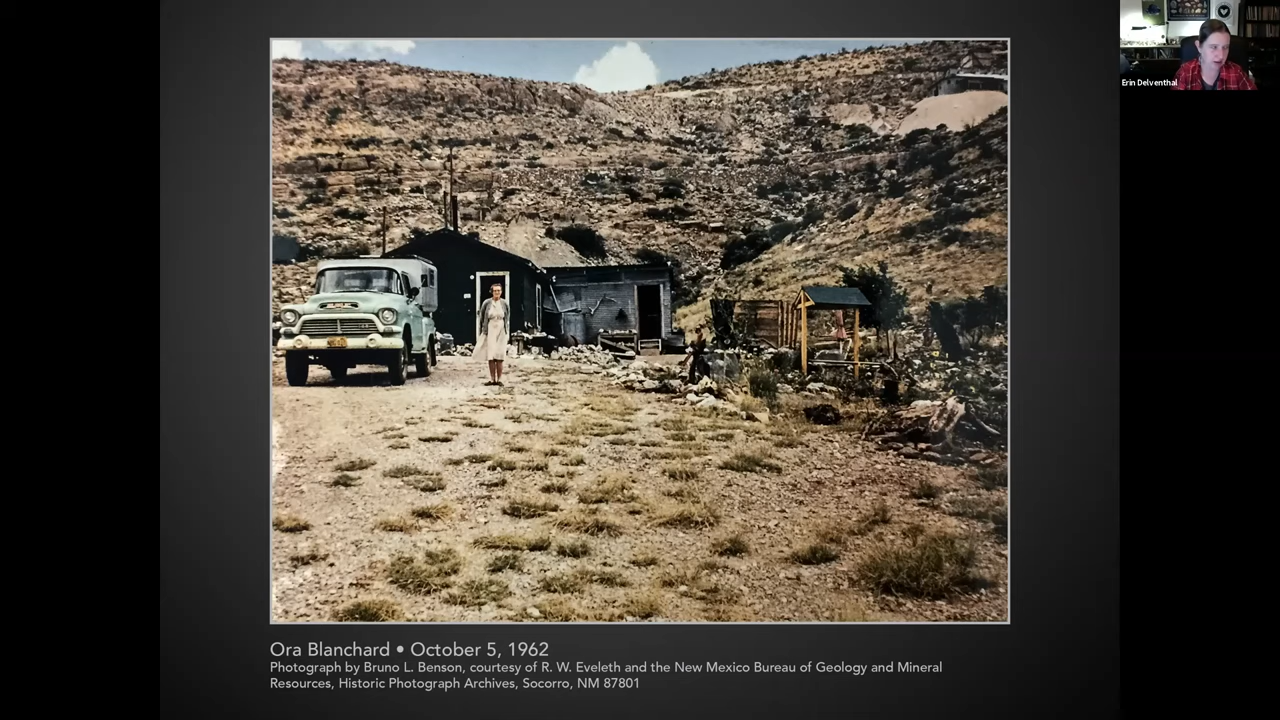 Erin Delventhal
Ora Blanchard • October 5, 1962
Photograph by Bruno L. Benson, courtesy of R. W. Eveleth and the New Mexico Bureau of Geology and Mineral
Resources, Historic Photograph Archives, Socorro, NM 87801